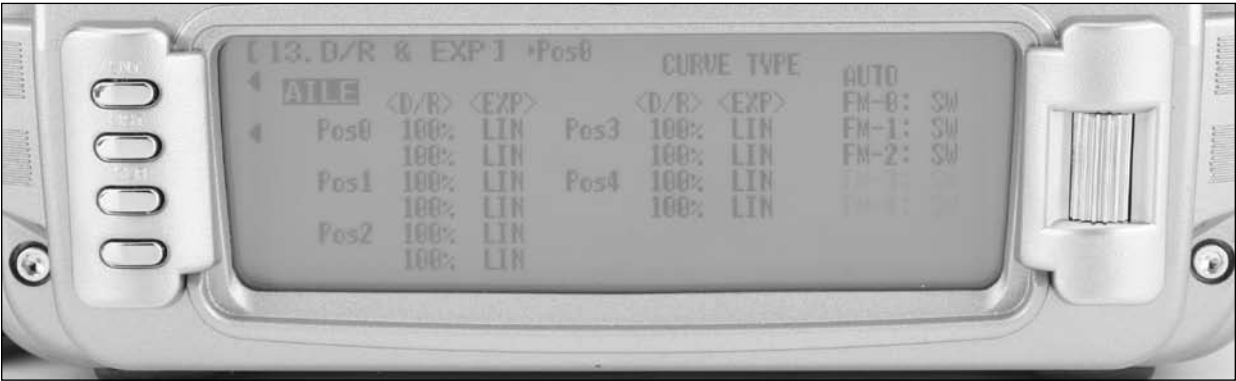 [13.D/R & EXP] ▸Pos0
CURVE TYPE
AUTO
AILE <D/R> <EXP> <D/R> <EXP> FM-0: SW
Pos0 100% LIN Pos3 100% LIN FM-1: SW
100% LIN 100% LIN FM-2: SW
Pos1 100% LIN Pos4 100% LIN
100% LIN 100% LIN SW
Pos2 100% LIN
100% LIN